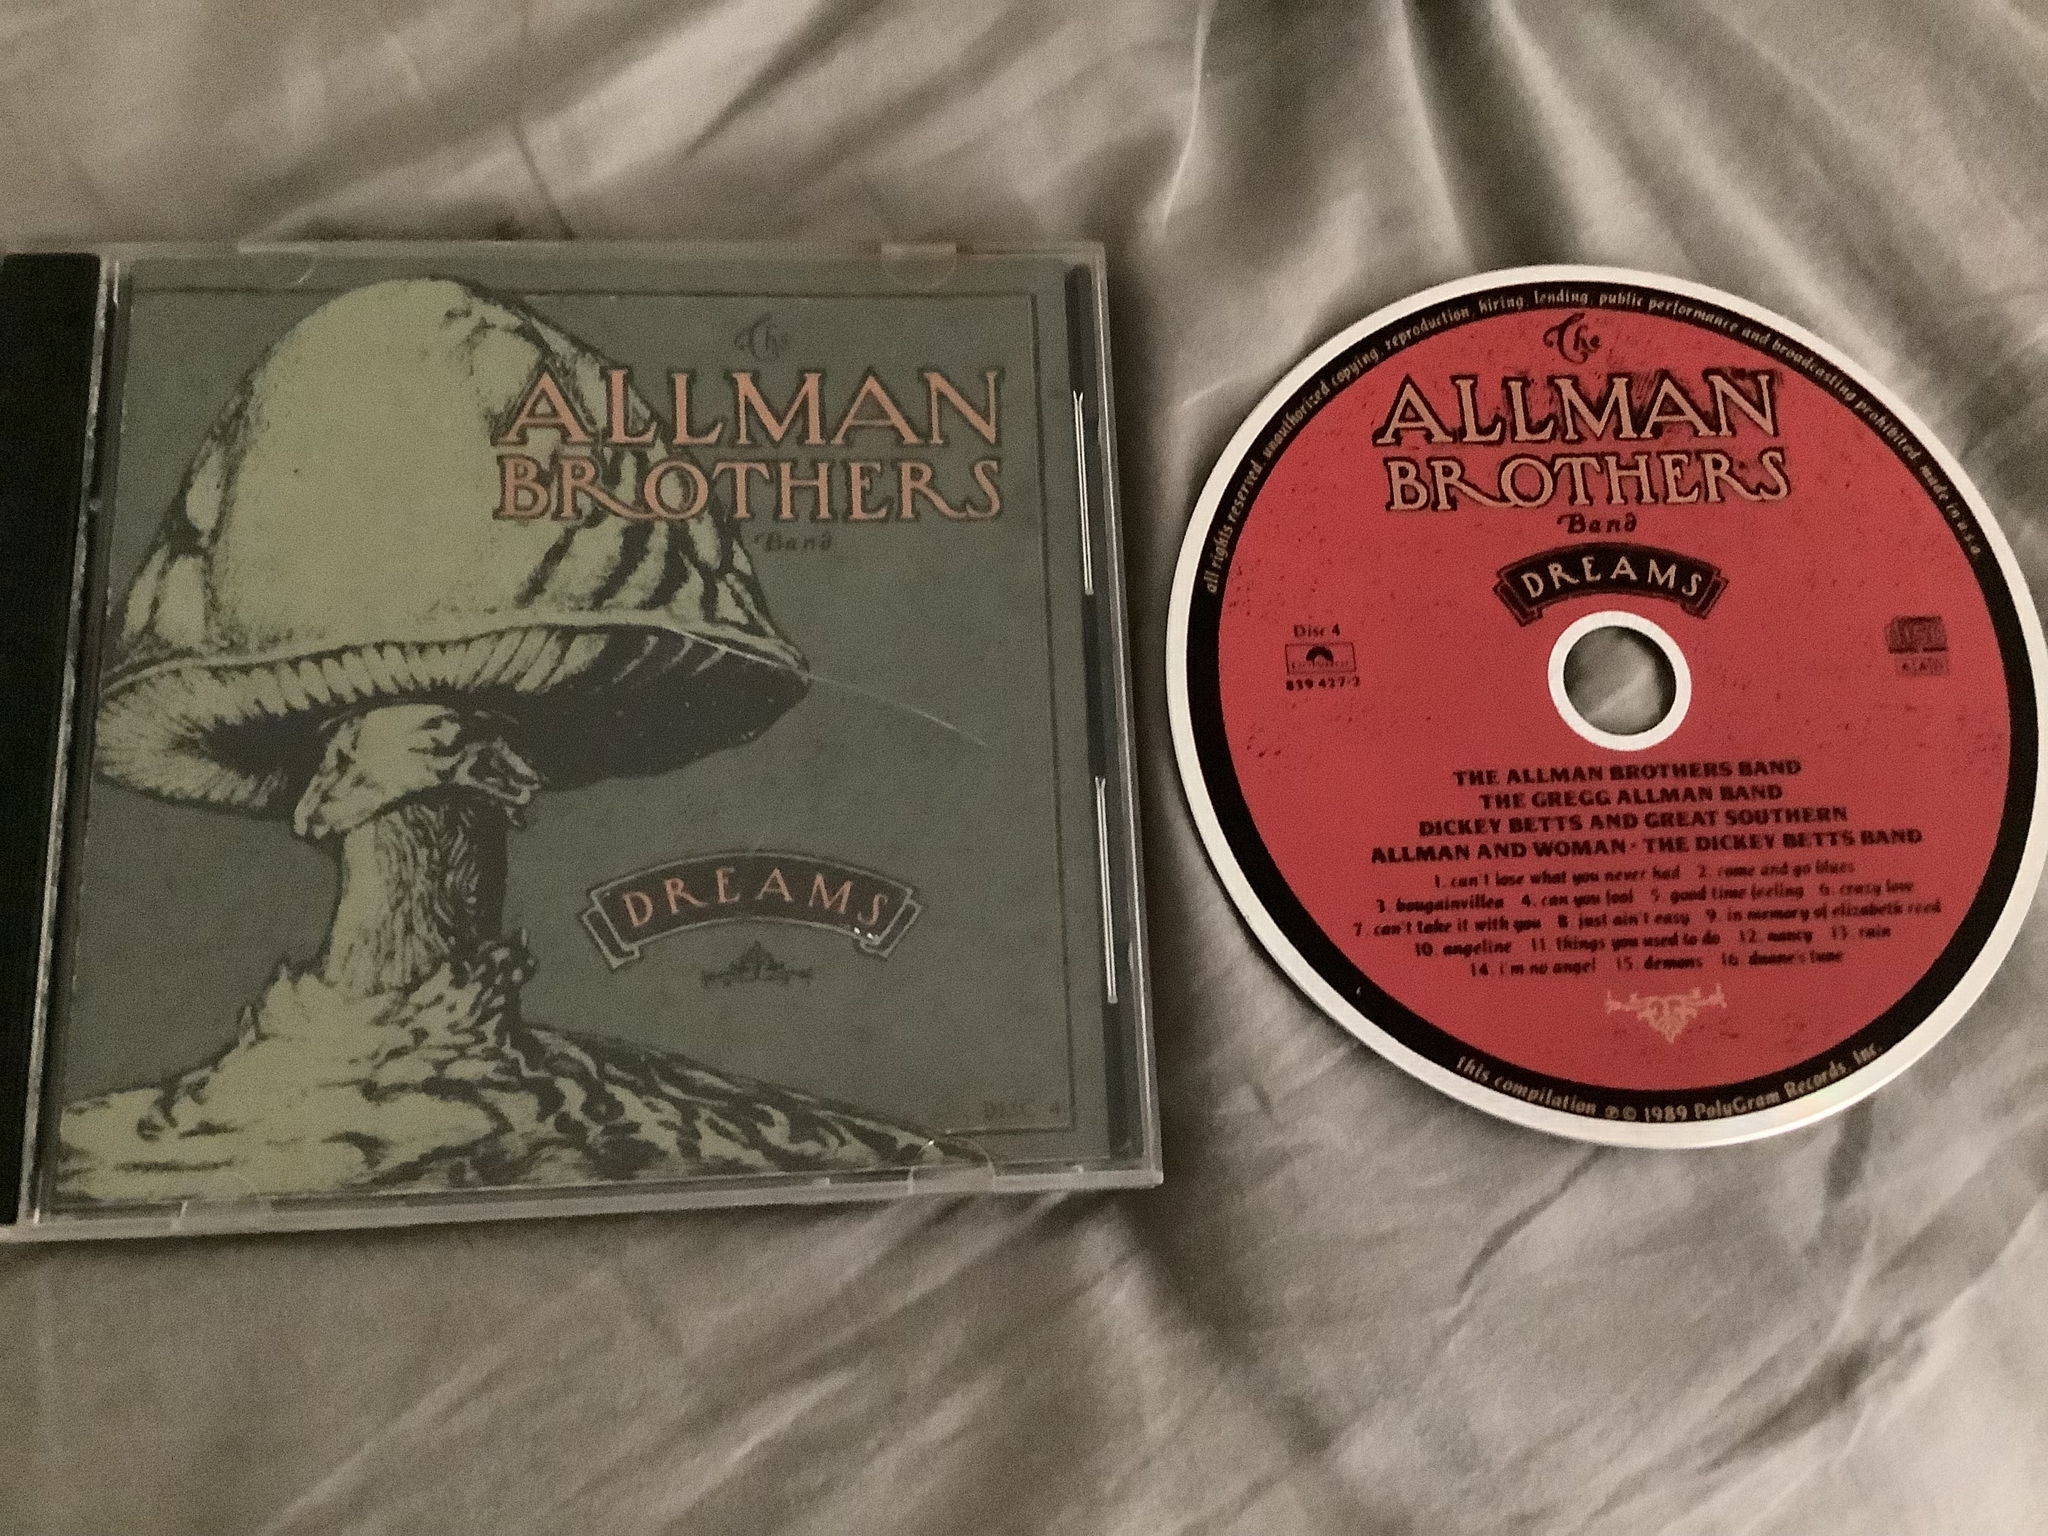 The
ALLMAN
BROTHERS
Band
DREAMS
DISC 4
all rights reserved. unauthorized copying, reproduction, hiring, lending, public performance and broadcasting prohibited. made in u.s.a.
The
ALLMAN
BROTHERS
Band
DREAMS
Disc 4
839 427-2
THE ALLMAN BROTHERS BAND
THE GREGG ALLMAN BAND
DICKEY BETTS AND GREAT SOUTHERN
ALLMAN AND WOMAN · THE DICKEY BETTS BAND
1. can't lose what you never had 2. come and go blues
3. bougainvillea 4. can you fool 5. good time feeling 6. crazy love
7. can't take it with you 8. just ain't easy 9. in memory of elizabeth reed
10. angeline 11. things you used to do 12. nancy 13. rain
14. i'm no angel 15. demons 16. duane's tune
this compilation ℗© 1989 PolyGram Records, Inc.